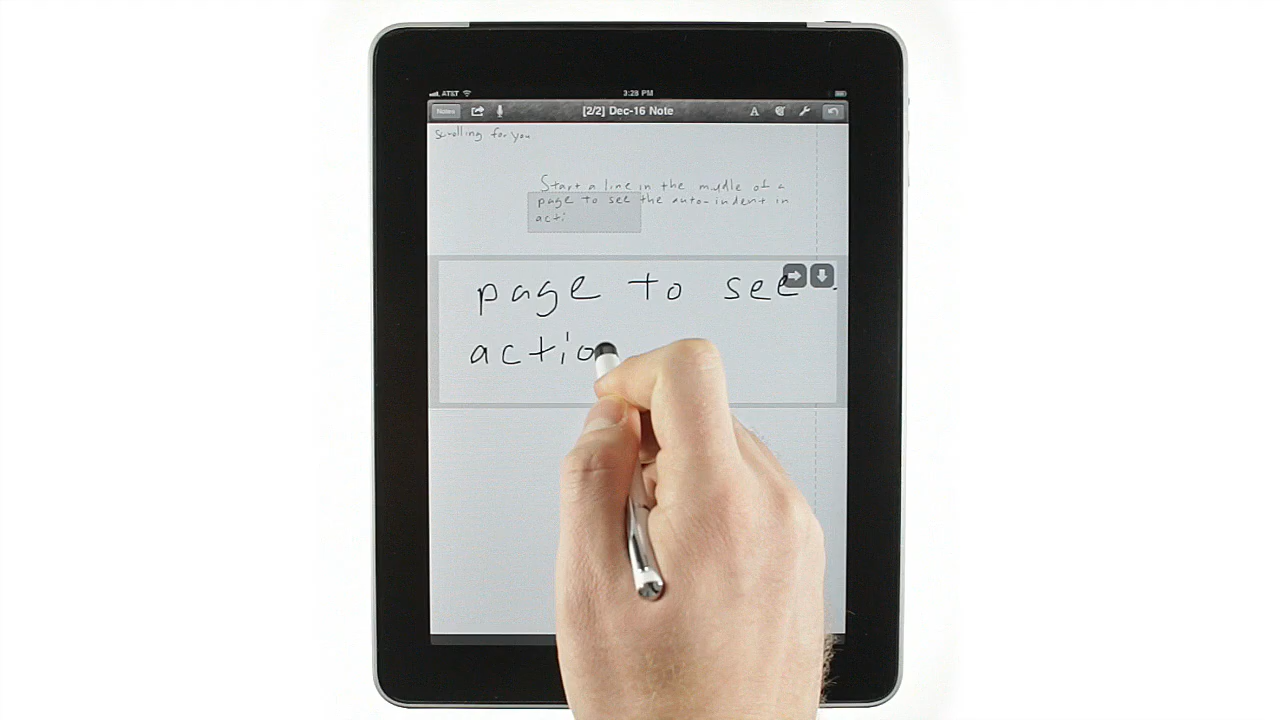 AT&T 3:28 PM
Notes [2/2] Dec-16 Note A
Scrolling for you
Start a line in the middle of a
page to see the auto-indent in
acti
page to see
actio